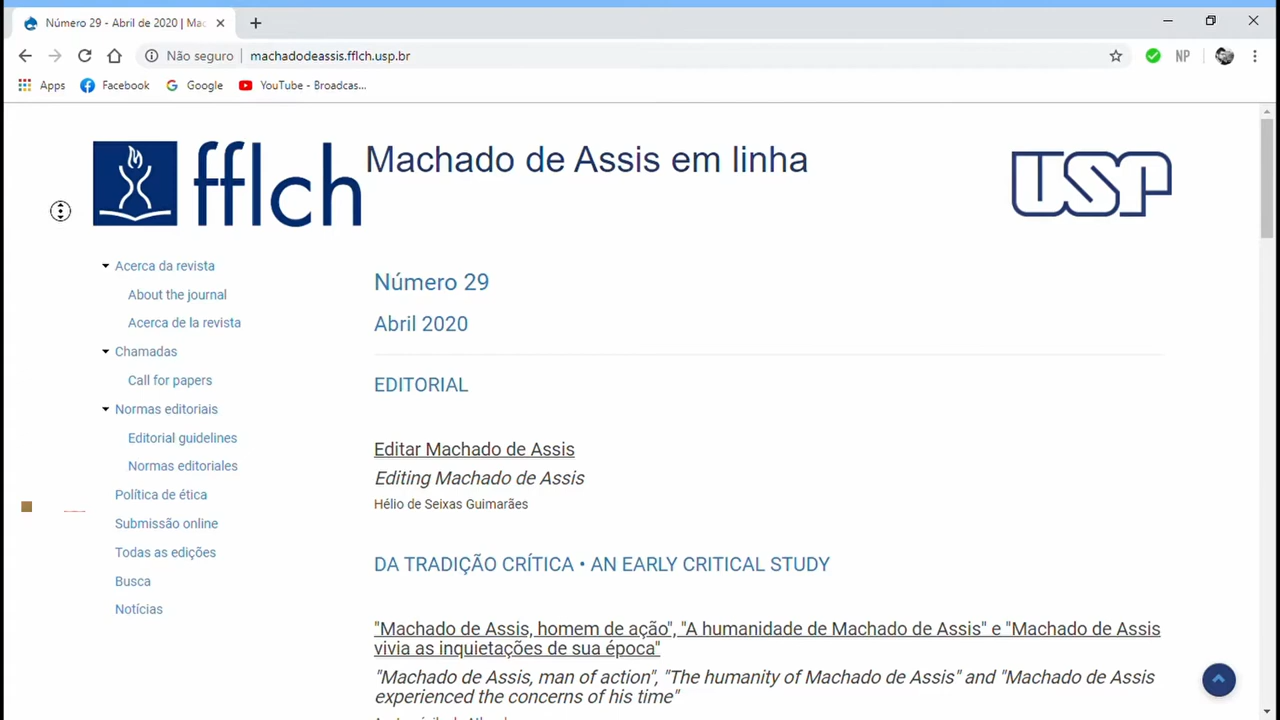 Número 29 - Abril de 2020 | Mac
Não seguro
machadodeassis.fflch.usp.br
NP
Apps
Facebook
Google
YouTube - Broadcas...
fflch
Machado de Assis em linha
USP
Acerca da revista
About the journal
Acerca de la revista
Chamadas
Call for papers
Normas editoriais
Editorial guidelines
Normas editoriales
Política de ética
Submissão online
Todas as edições
Busca
Notícias
Número 29
Abril 2020
EDITORIAL
Editar Machado de Assis
Editing Machado de Assis
Hélio de Seixas Guimarães
DA TRADIÇÃO CRÍTICA • AN EARLY CRITICAL STUDY
"Machado de Assis, homem de ação", "A humanidade de Machado de Assis" e "Machado de Assis
vivia as inquietações de sua época"
"Machado de Assis, man of action", "The humanity of Machado de Assis" and "Machado de Assis
experienced the concerns of his time"